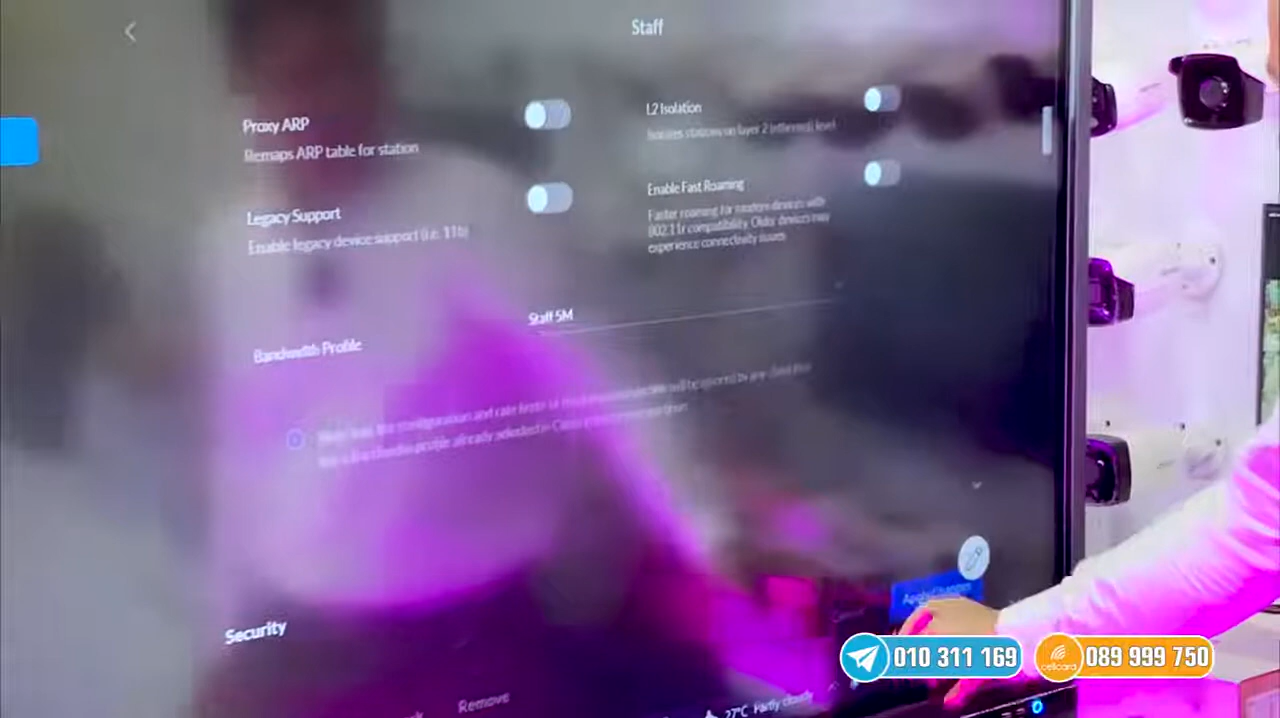 Staff
Proxy ARP
Remaps ARP table for station
L2 Isolation
Isolates stations on layer 2 (ethernet) level
Legacy Support
Enable legacy device support (i.e. 11b)
Enable Fast Roaming
Faster roaming for modern devices with
802.11r compatibility. Older devices may
experience connectivity issues
Staff 5M
Bandwidth Profile
Security
Apply Changes
Remove
27°C Partly cloudy
010 311 169
cellcard
089 999 750